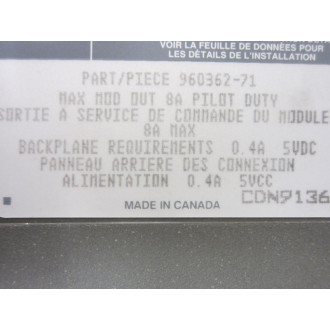 VOIR LA FEUILLE DE DONNÉES POUR
LES DÉTAILS DE L'INSTALLATION
PART/PIECE 960362-71
MAX MOD OUT 8A PILOT DUTY
SORTIE À SERVICE DE COMMANDE DU MODULE
8A MAX
BACKPLANE REQUIREMENTS 0.4A 5VDC
PANNEAU ARRIERE DES CONNEXION
ALIMENTATION 0.4A 5VCC
MADE IN CANADA
CDN9136